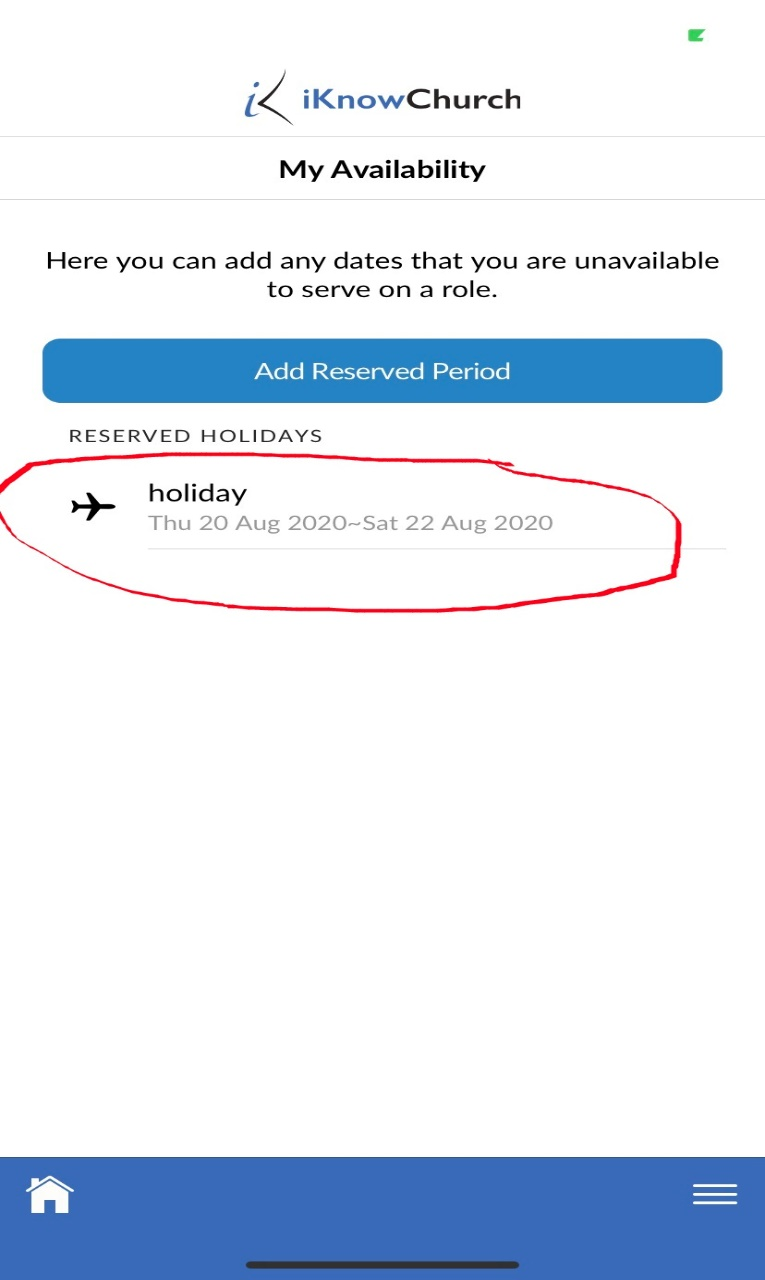 iKnowChurch
My Availability
Here you can add any dates that you are unavailable
to serve on a role.
Add Reserved Period
RESERVED HOLIDAYS
holiday
Thu 20 Aug 2020~Sat 22 Aug 2020